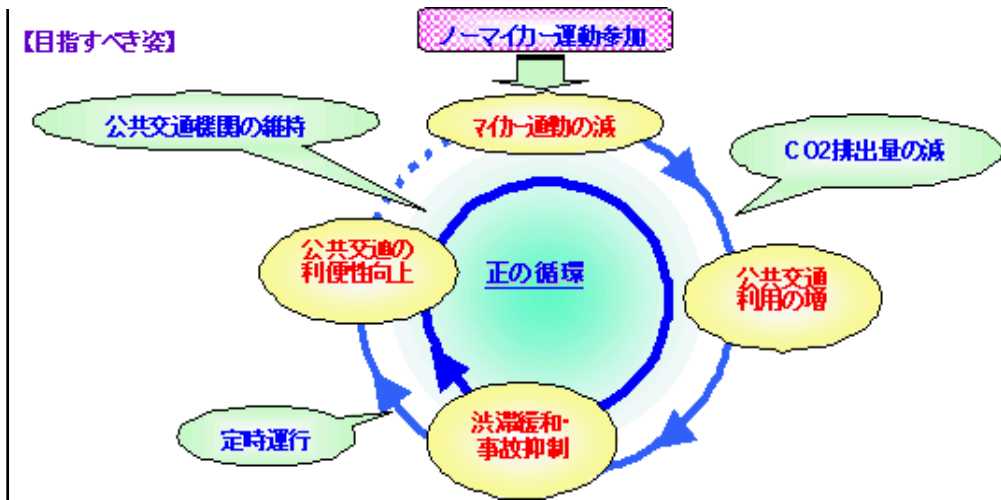 【目指すべき姿】
ノーマイカー運動参加
公共交通機関の維持
マイカー通勤の減
CO2排出量の減
公共交通の
利便性向上
正の循環
公共交通
利用の増
定時運行
渋滞緩和・
事故抑制